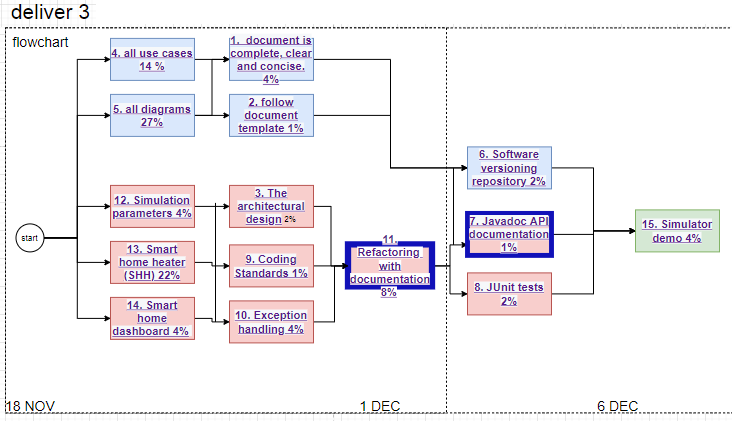 deliver 3
flowchart
4. all use cases
14 %
1. document is
complete, clear
and concise.
4%
5. all diagrams
27%
2. follow
document
template 1%
6. Software
versioning
repository 2%
12. Simulation
parameters 4%
3. The
architectural
design 2%
start
7. Javadoc API
documentation
1%
15. Simulator
demo 4%
13. Smart
home heater
(SHH) 22%
9. Coding
Standards 1%
11.
Refactoring
with
documentation
8%
8. JUnit tests
2%
14. Smart
home
dashboard 4%
10. Exception
handling 4%
18 NOV
1 DEC
6 DEC